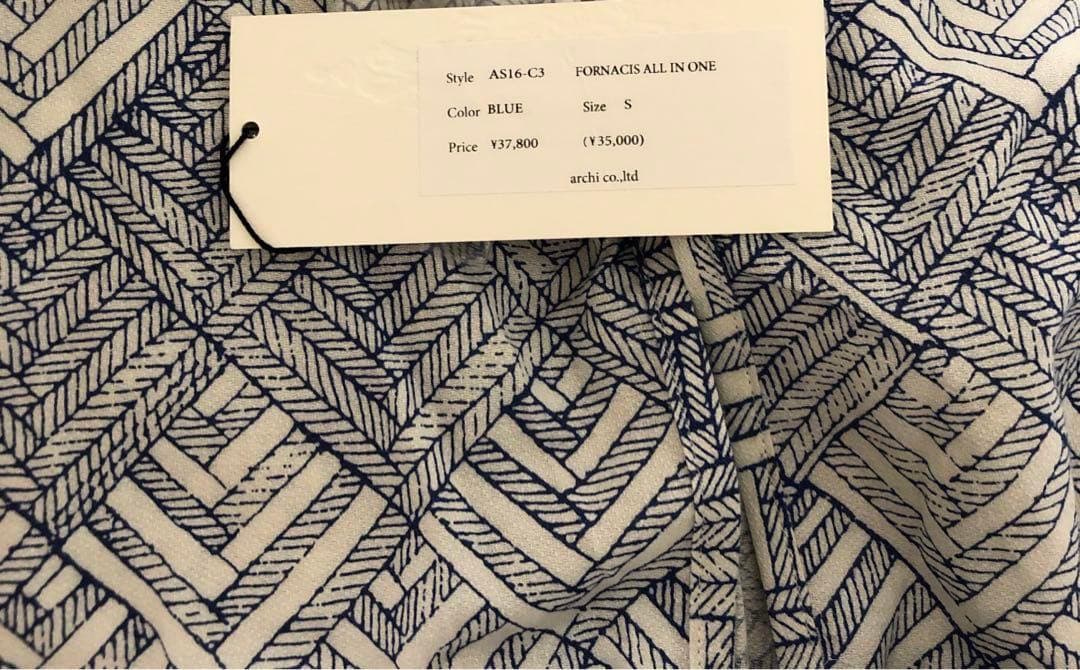 Style AS16-C3 FORNACIS ALL IN ONE
Color BLUE Size S
Price ¥37,800 (¥35,000)
archi co.,ltd